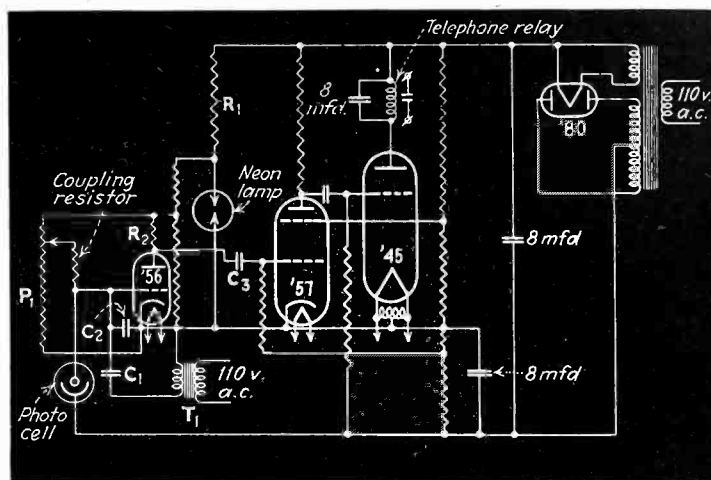 Telephone relay
8
mfd.
R1
110 v.
a.c.
'80
Coupling
resistor
Neon
lamp
R2
'56
C3
'57
'45
8 mfd
P1
C2
C1
110 v.
a.c.
T1
8 mfd
Photo
cell